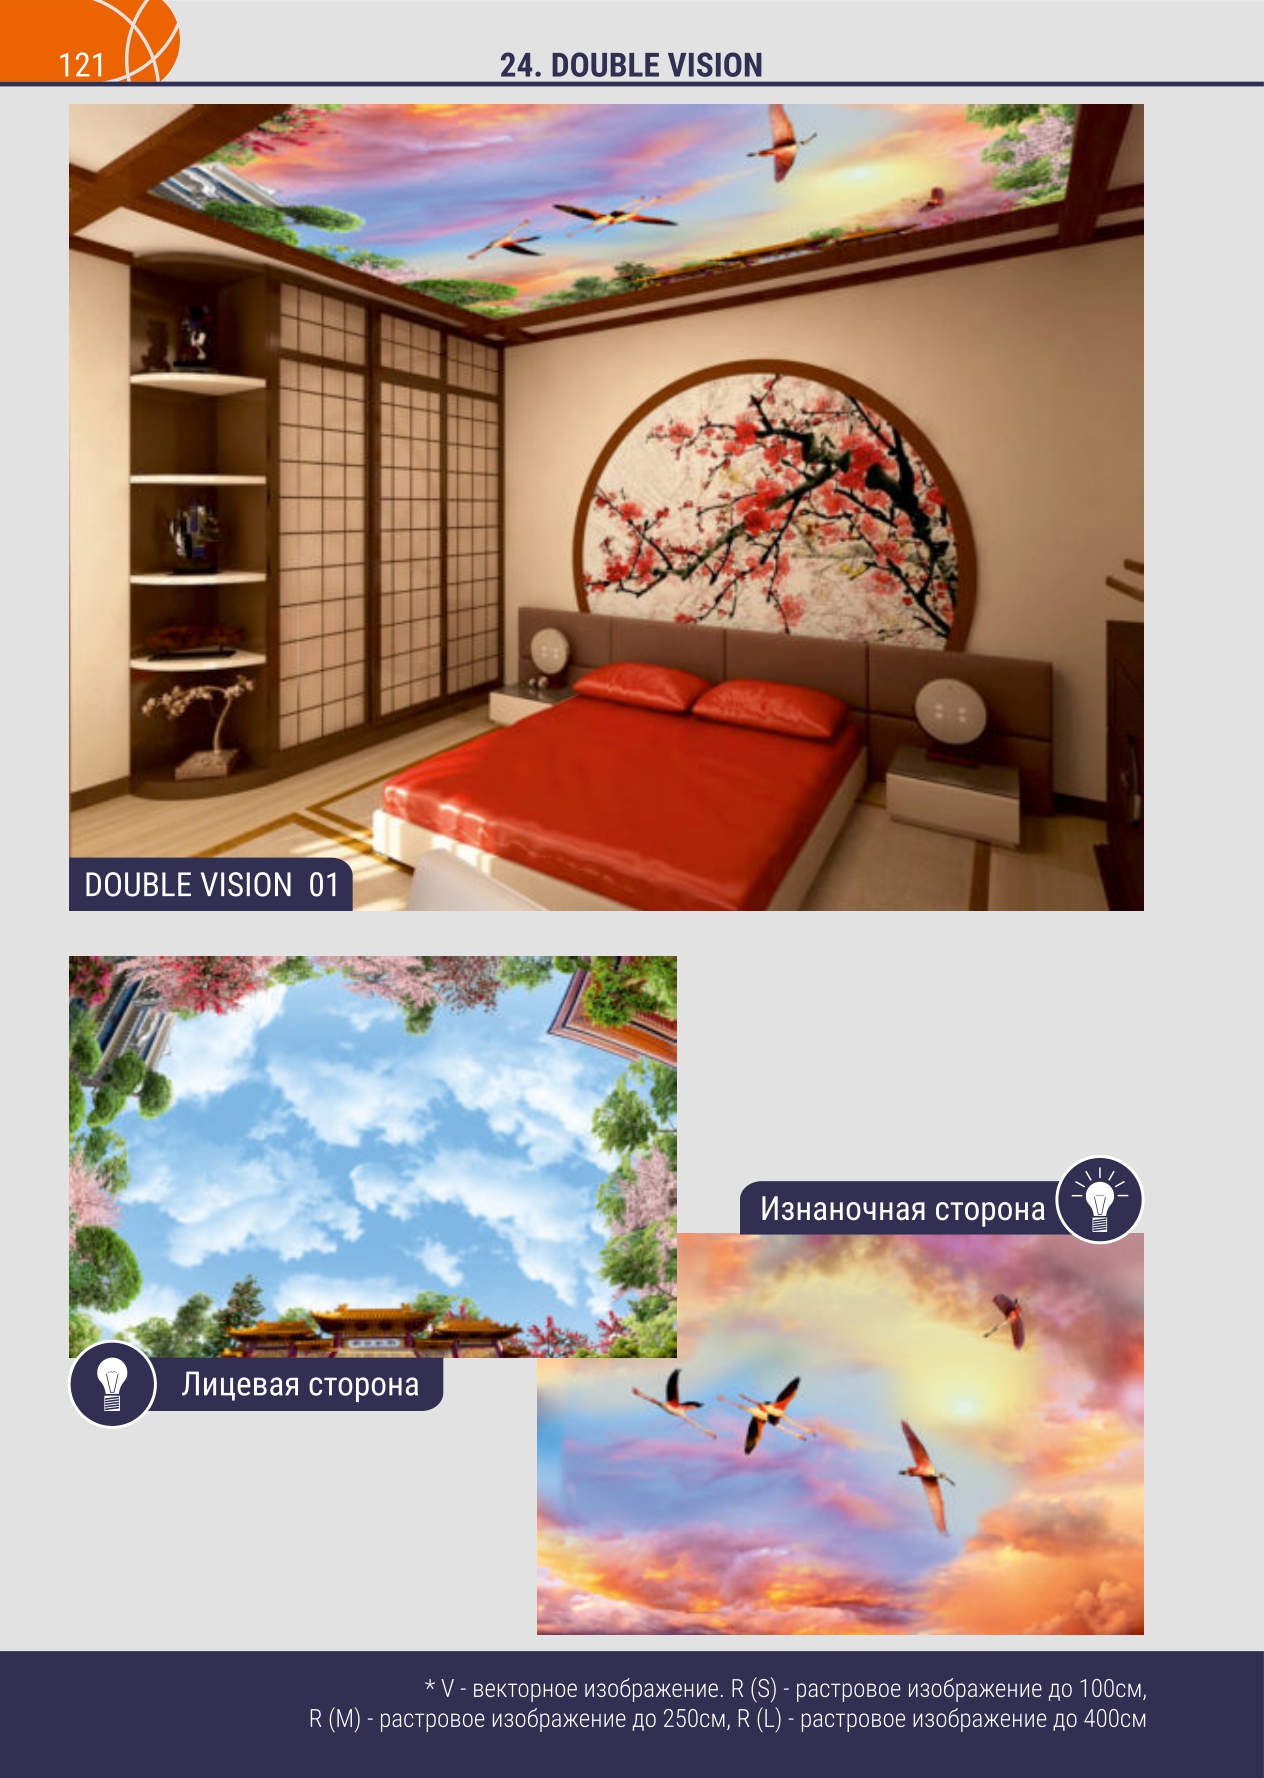 121
24. DOUBLE VISION
DOUBLE VISION 01
Изнаночная сторона
Лицевая сторона
* V - векторное изображение. R (S) - растровое изображение до 100см,
R (M) - растровое изображение до 250см, R (L) - растровое изображение до 400см